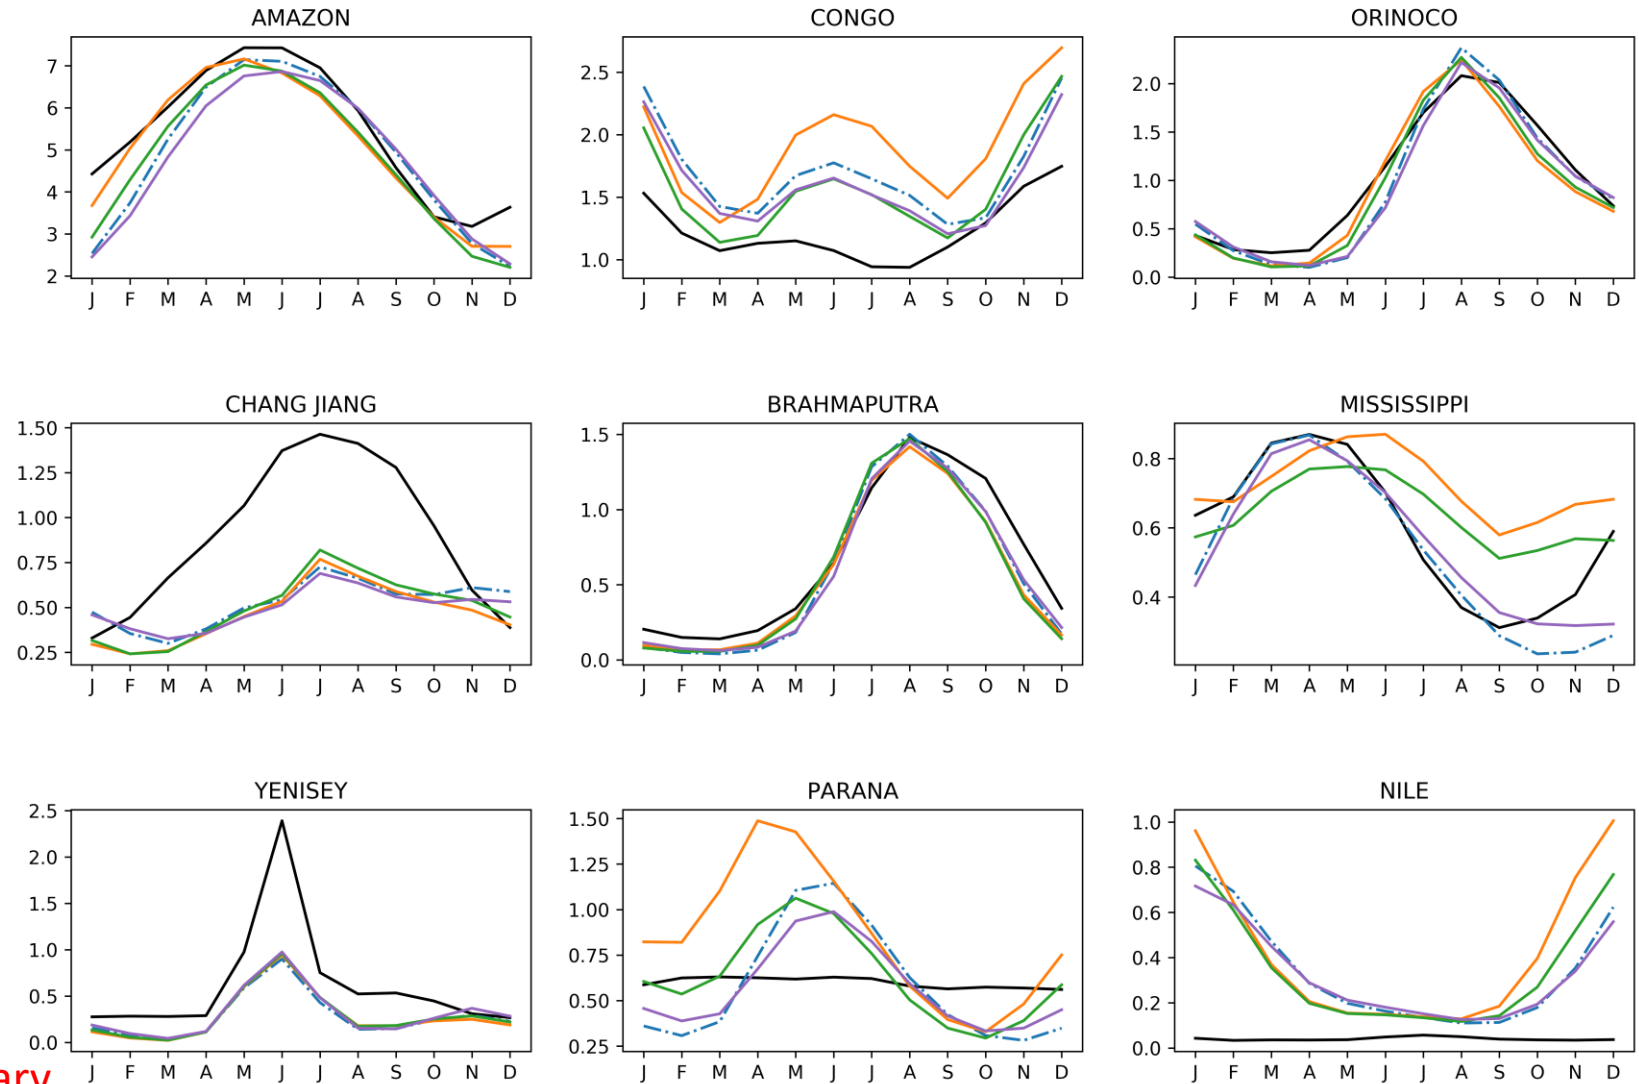 AMAZON
7
6
5
4
3
2
J F M A M J J A S O N D
CONGO
2.5
2.0
1.5
1.0
J F M A M J J A S O N D
ORINOCO
2.0
1.5
1.0
0.5
0.0
J F M A M J J A S O N D
CHANG JIANG
1.50
1.25
1.00
0.75
0.50
0.25
J F M A M J J A S O N D
BRAHMAPUTRA
1.5
1.0
0.5
0.0
J F M A M J J A S O N D
MISSISSIPPI
0.8
0.6
0.4
J F M A M J J A S O N D
YENISEY
2.5
2.0
1.5
1.0
0.5
0.0
J F M A M J J A S O N D
PARANA
1.50
1.25
1.00
0.75
0.50
0.25
J F M A M J J A S O N D
NILE
1.0
0.8
0.6
0.4
0.2
0.0
J F M A M J J A S O N D